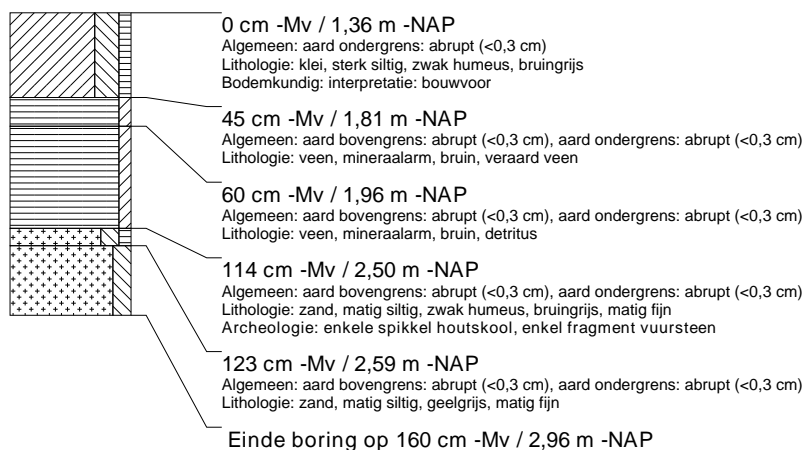 0 cm -Mv / 1,36 m -NAP
Algemeen: aard ondergrens: abrupt (<0,3 cm)
Lithologie: klei, sterk siltig, zwak humeus, bruingrijs
Bodemkundig: interpretatie: bouwvoor
45 cm -Mv / 1,81 m -NAP
Algemeen: aard bovengrens: abrupt (<0,3 cm), aard ondergrens: abrupt (<0,3 cm)
Lithologie: veen, mineraalarm, bruin, veraard veen
60 cm -Mv / 1,96 m -NAP
Algemeen: aard bovengrens: abrupt (<0,3 cm), aard ondergrens: abrupt (<0,3 cm)
Lithologie: veen, mineraalarm, bruin, detritus
114 cm -Mv / 2,50 m -NAP
Algemeen: aard bovengrens: abrupt (<0,3 cm), aard ondergrens: abrupt (<0,3 cm)
Lithologie: zand, matig siltig, zwak humeus, bruingrijs, matig fijn
Archeologie: enkele spikkel houtskool, enkel fragment vuursteen
123 cm -Mv / 2,59 m -NAP
Algemeen: aard bovengrens: abrupt (<0,3 cm), aard ondergrens: abrupt (<0,3 cm)
Lithologie: zand, matig siltig, geelgrijs, matig fijn
Einde boring op 160 cm -Mv / 2,96 m -NAP